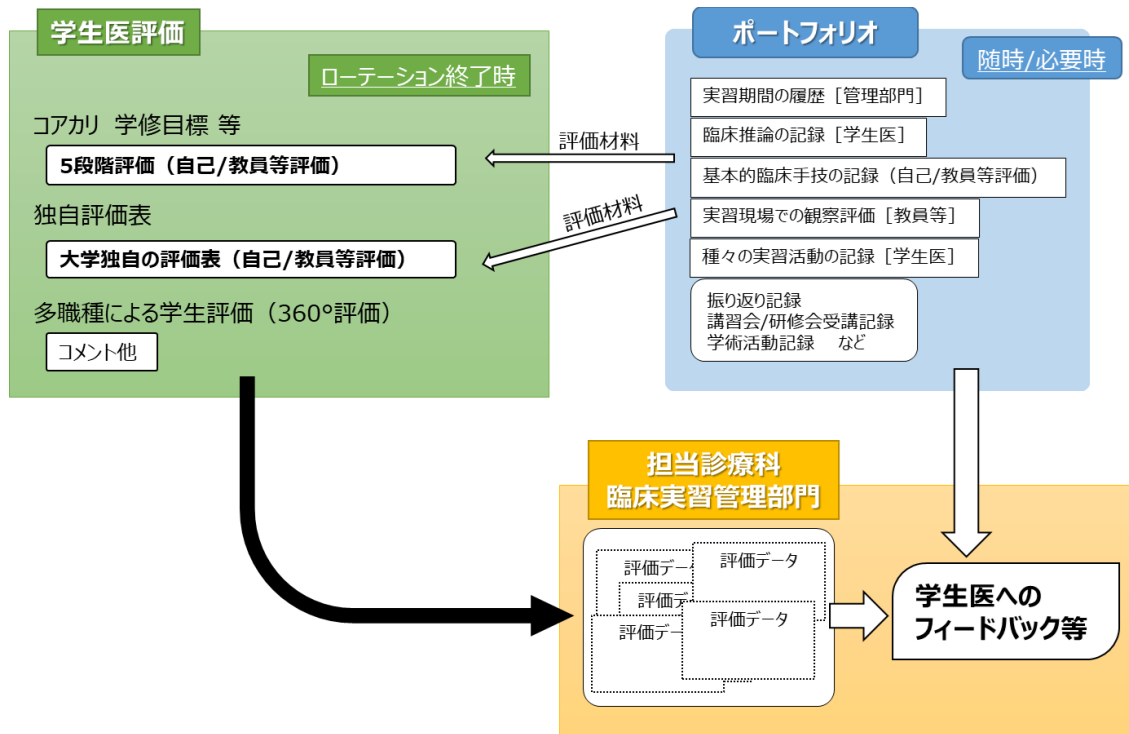 学生医評価
ローテーション終了時
コアカリ 学修目標 等
5段階評価（自己/教員等評価）
独自評価表
大学独自の評価表（自己/教員等評価）
多職種による学生評価（360°評価）
コメント他
評価材料
評価材料
ポートフォリオ
随時/必要時
実習期間の履歴［管理部門］
臨床推論の記録［学生医］
基本的臨床手技の記録（自己/教員等評価）
実習現場での観察評価［教員等］
種々の実習活動の記録［学生医］
振り返り記録
講習会/研修会受講記録
学術活動記録 など
担当診療科
臨床実習管理部門
評価デー
評価データ
評価デ
評価デー
評価データ
学生医への
フィードバック等